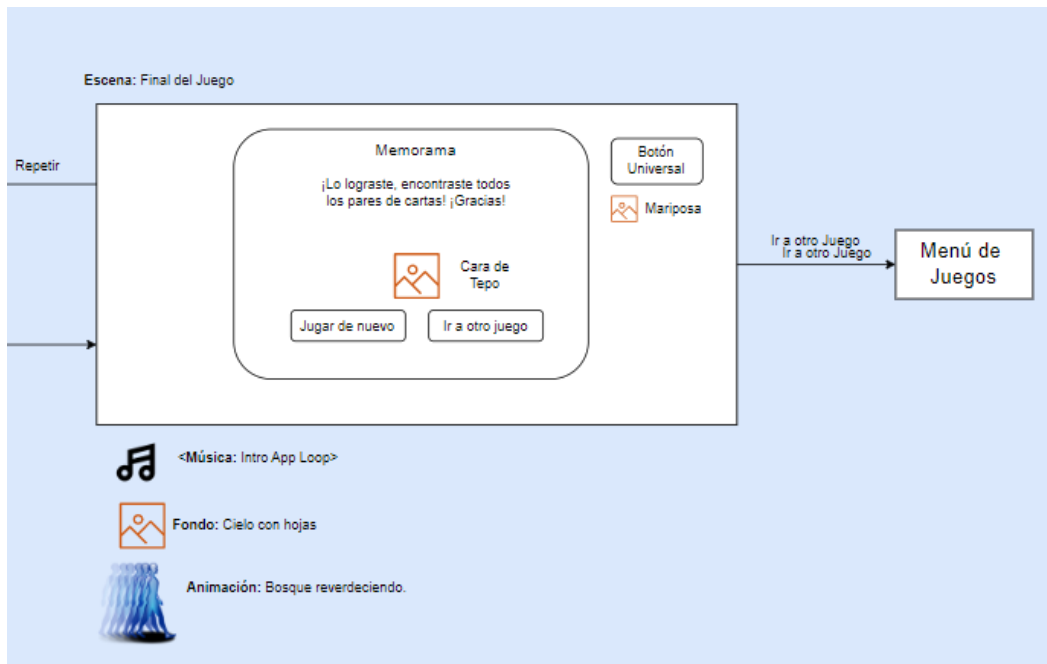 Escena: Final del Juego
Repetir
Memorama
¡Lo lograste, encontraste todos
los pares de cartas! ¡Gracias!
Cara de
Tepo
Jugar de nuevo
Ir a otro juego
Botón
Universal
Mariposa
Ir a otro Juego
Ir a otro Juego
Menú de
Juegos
<Música: Intro App Loop>
Fondo: Cielo con hojas
Animación: Bosque reverdeciendo.